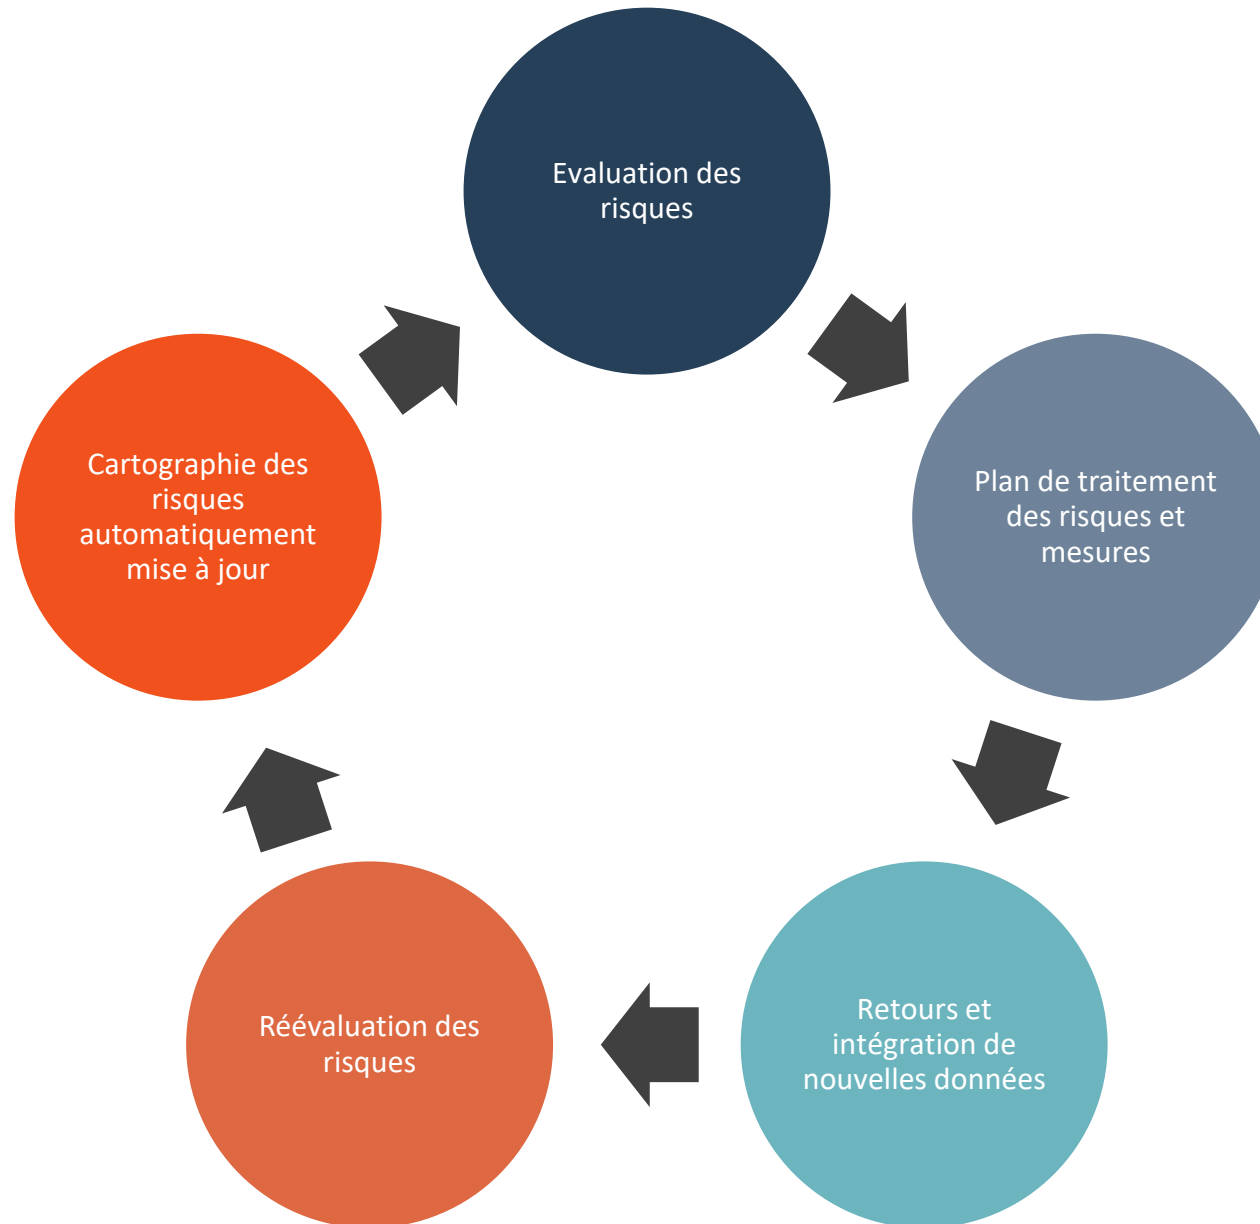 Evaluation des
risques
Plan de traitement
des risques et
mesures
Retours et
intégration de
nouvelles données
Réévaluation des
risques
Cartographie des
risques
automatiquement
mise à jour